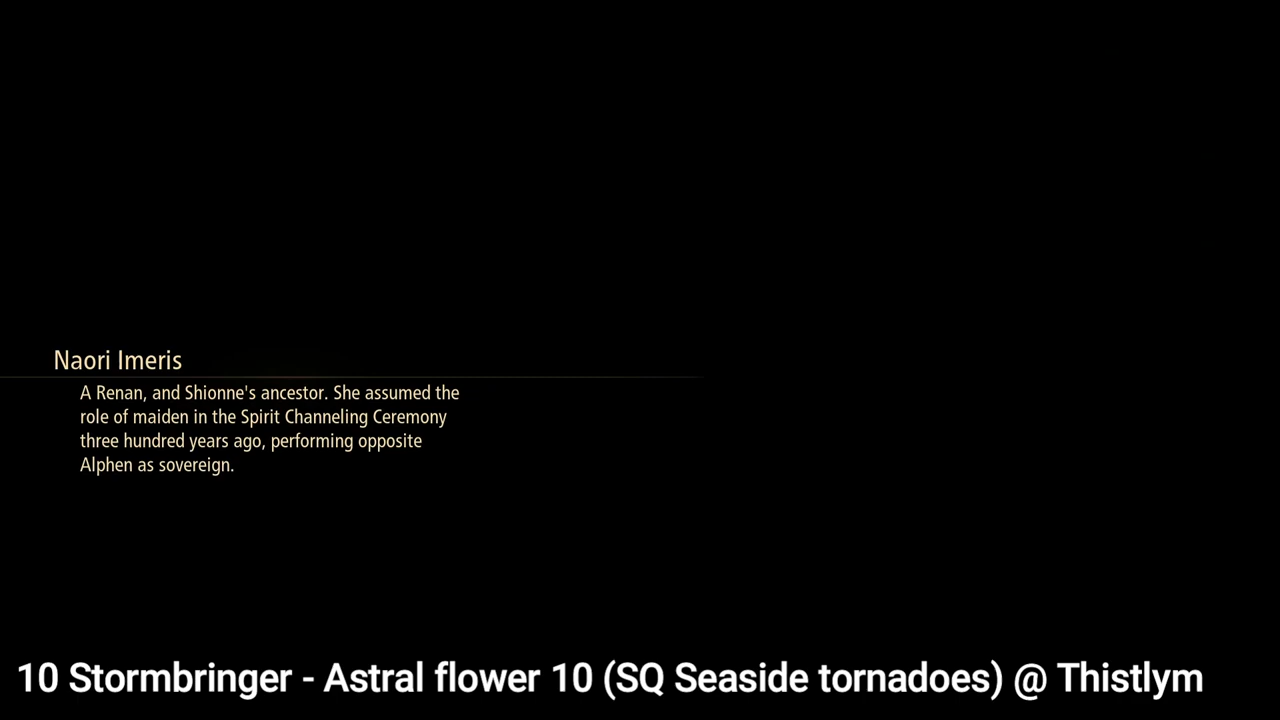 Naori Imeris
A Renan, and Shionne's ancestor. She assumed the
role of maiden in the Spirit Channeling Ceremony
three hundred years ago, performing opposite
Alphen as sovereign.
10 Stormbringer - Astral flower 10 (SQ Seaside tornadoes) @ Thistlym